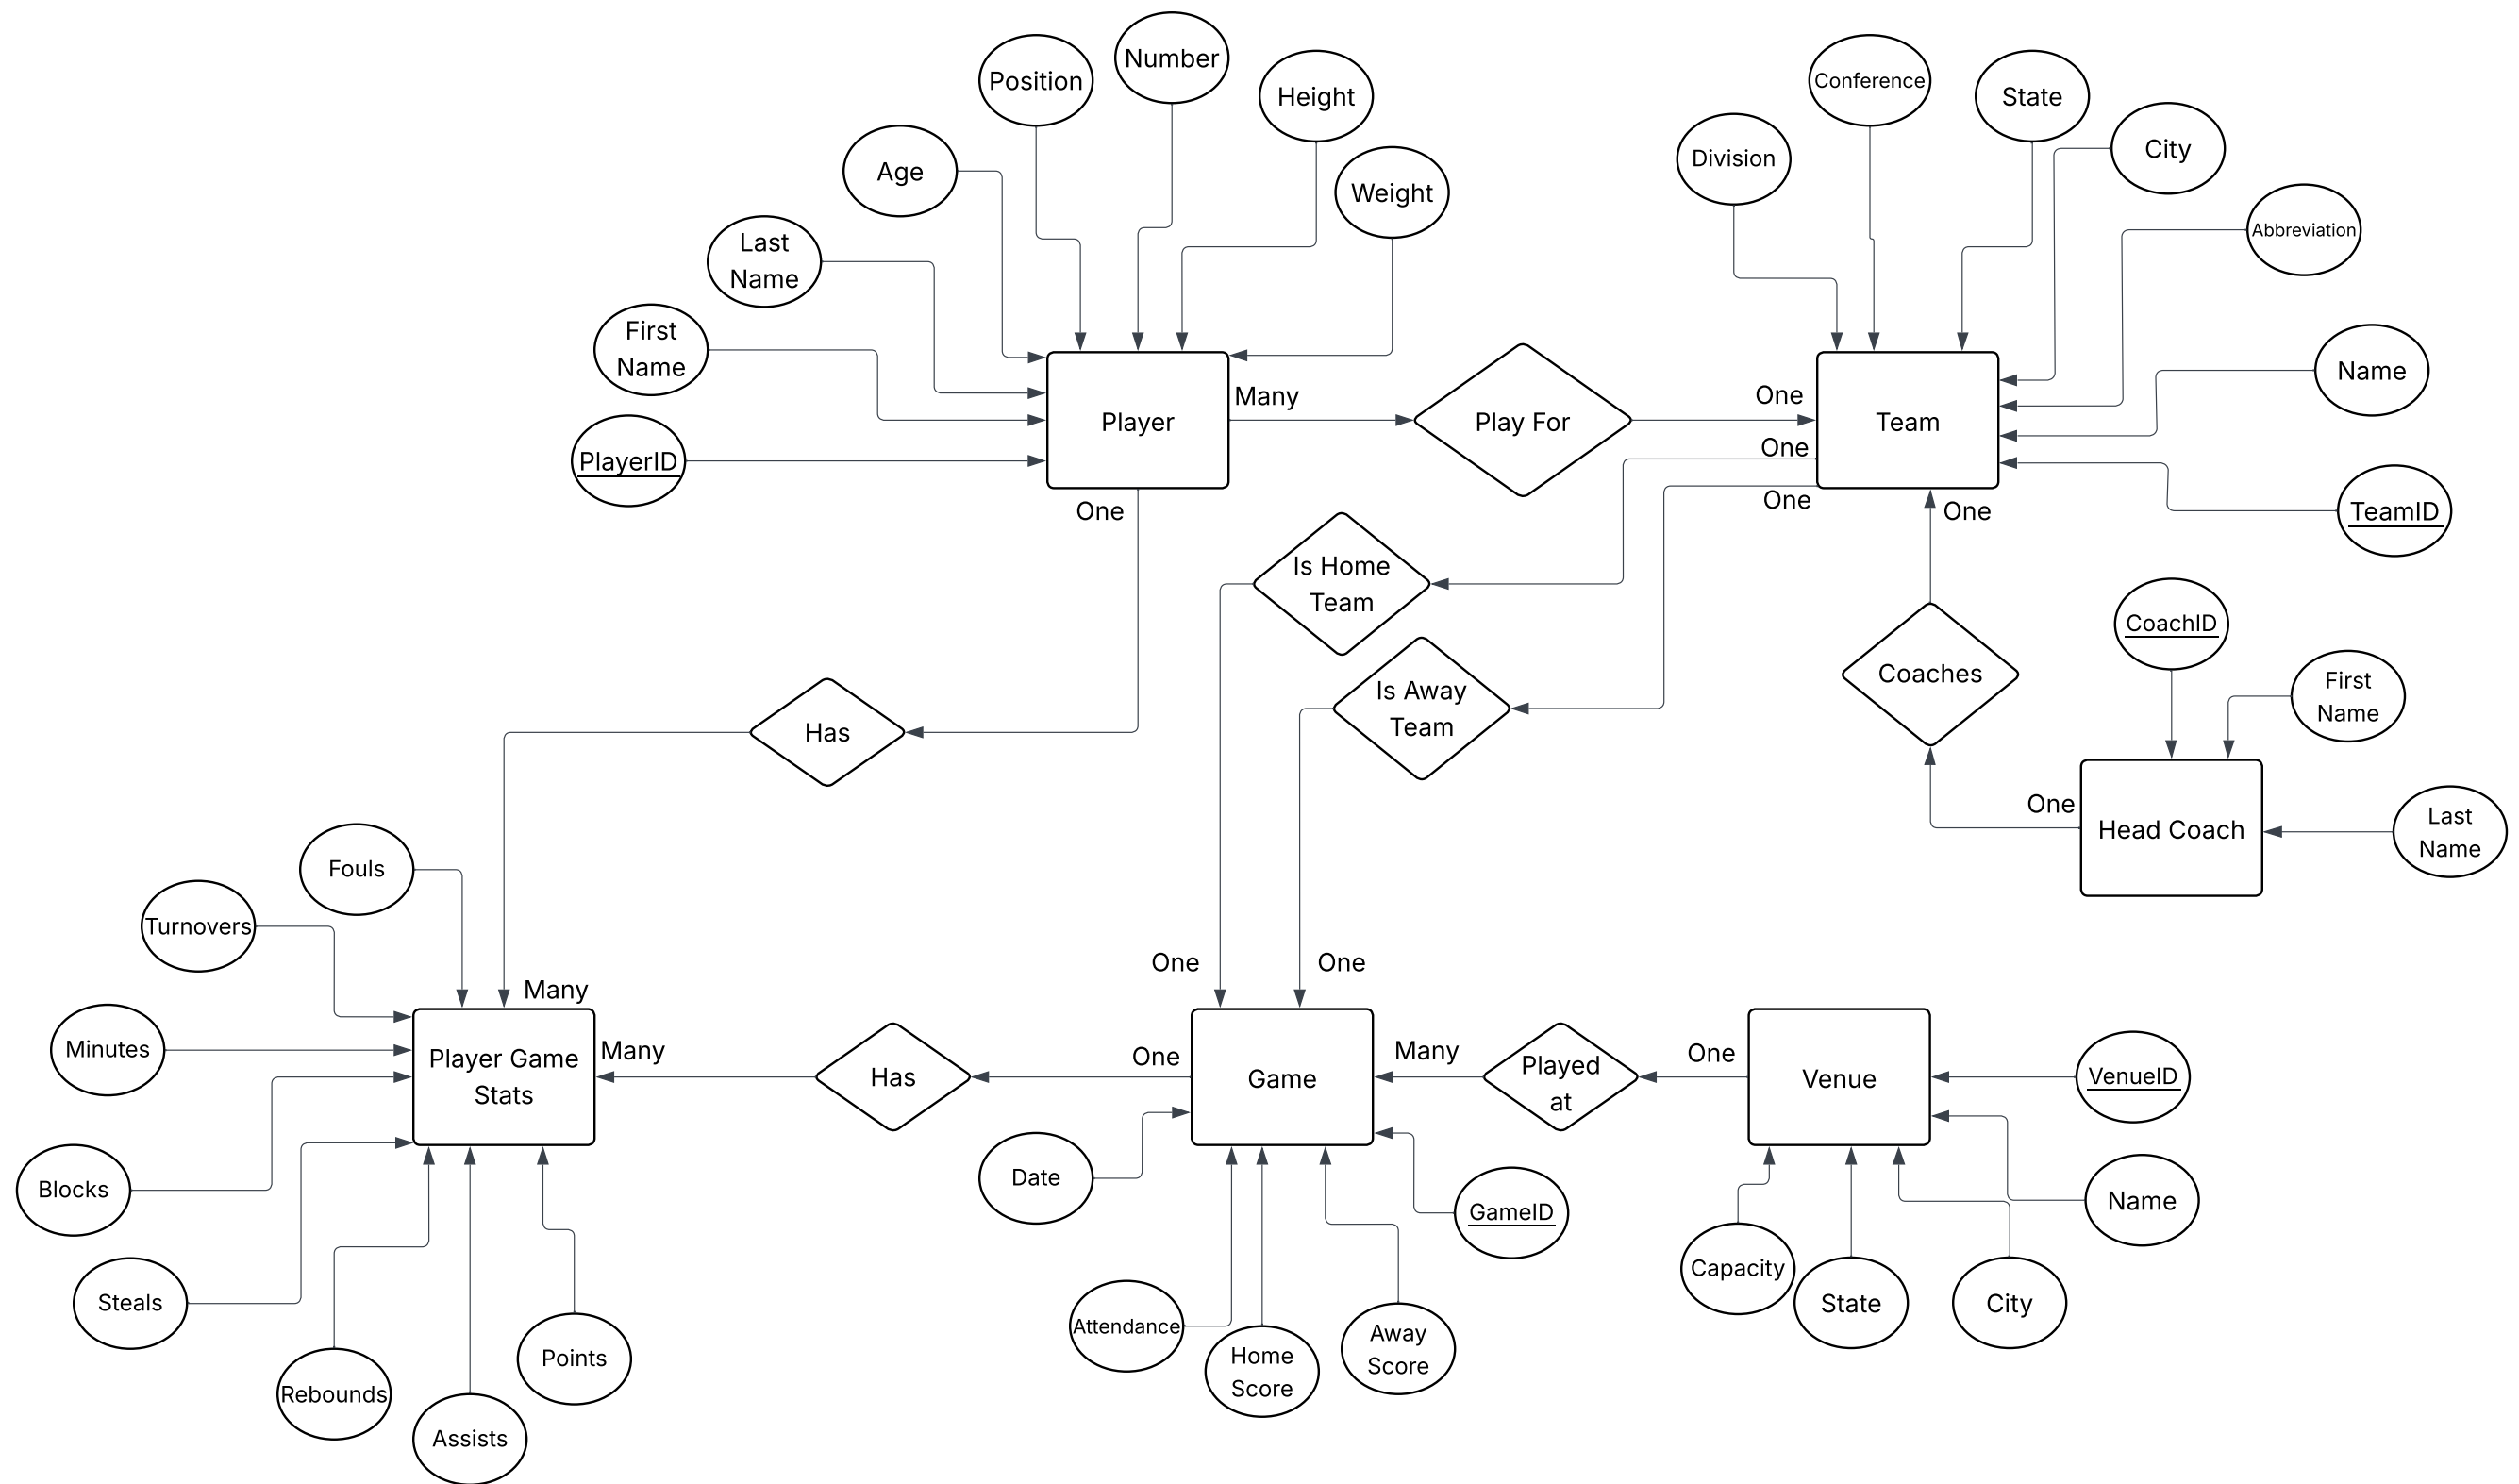 Number
Position
Height
Conference
State
City
Division
Age
Weight
Abbreviation
Last
Name
First
Name
Name
PlayerID
Player
Many
Play For
One
Team
One
One
One
One
TeamID
Is Home
Team
Is Away
Team
Coaches
CoachID
First
Name
Has
One
Head Coach
Last
Name
Fouls
Turnovers
Many
One
One
Minutes
Player Game
Stats
Many
Has
One
Game
Many
Played
at
One
Venue
VenueID
Blocks
Date
GameID
Name
Steals
Capacity
State
City
Rebounds
Assists
Points
Attendance
Home
Score
Away
Score